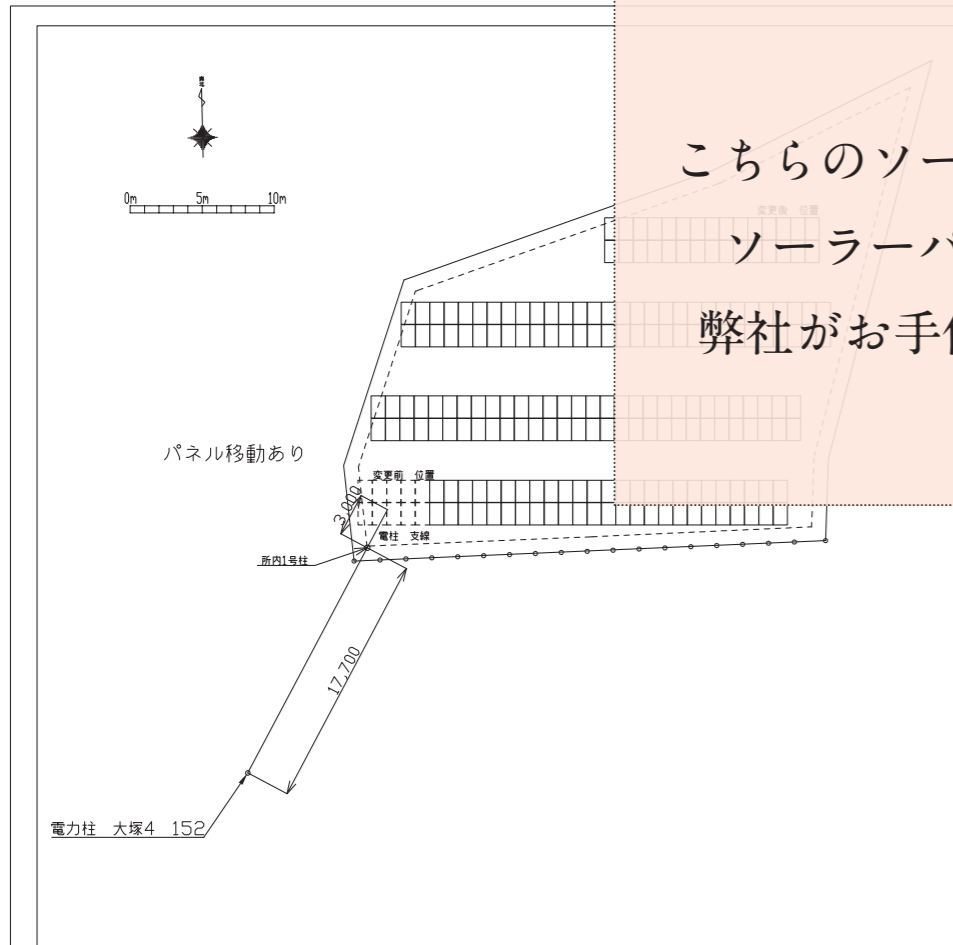 0m 5m 10m
こちらのソー
変更後 位置
ソーラーパ
弊社がお手
パネル移動あり
変更前 位置
3,000
電柱 支線
所内1号柱
17,700
電力柱 大塚4 152